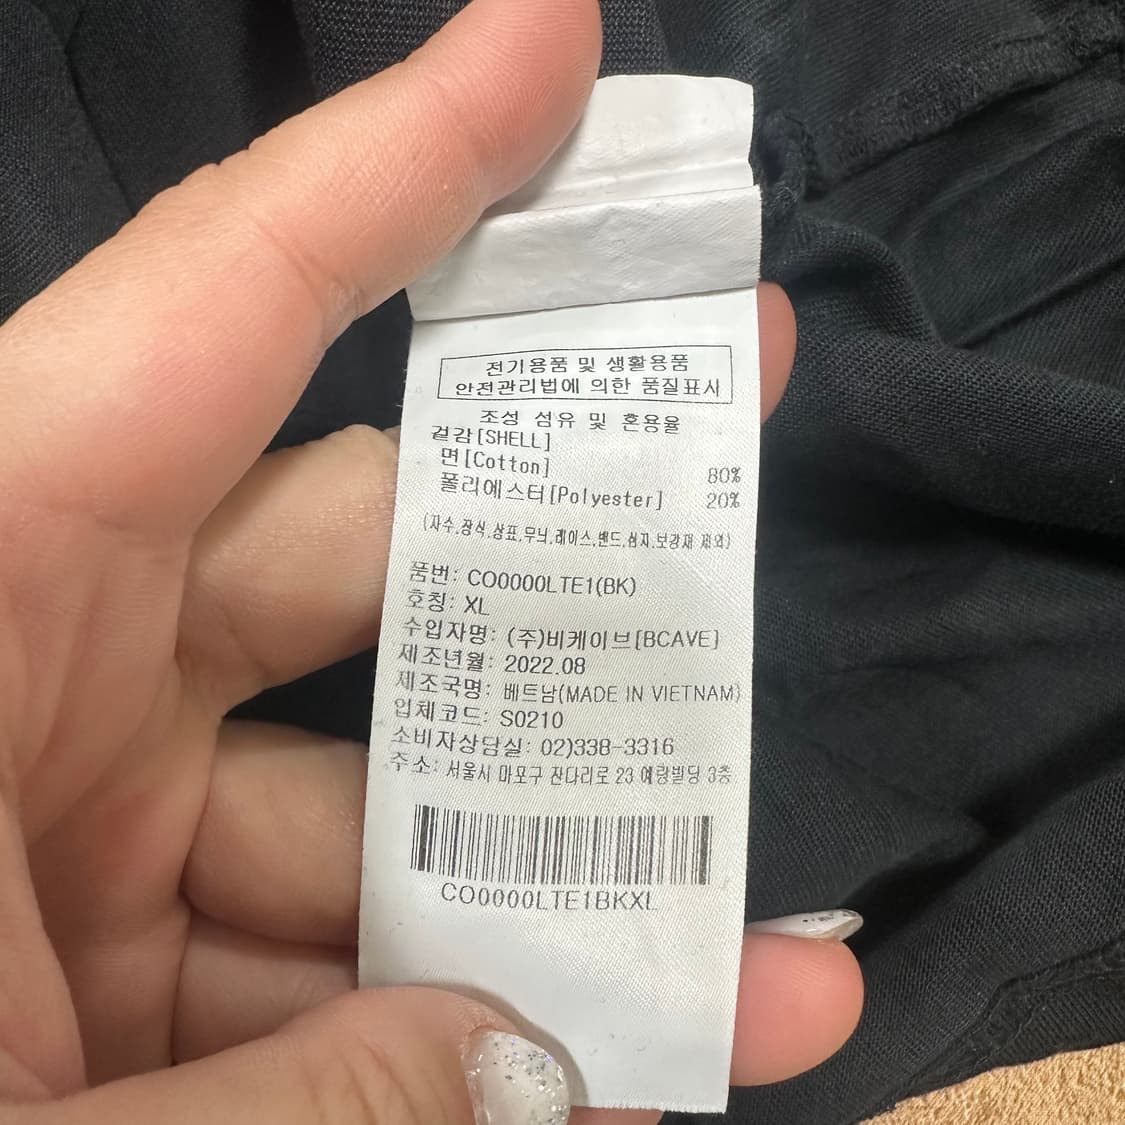 전기용품 및 생활용품
안전관리법에 의한 품질표시
조성 섬유 및 혼용율
겉감[SHELL]
면[Cotton] 80%
폴리에스터[Polyester] 20%
(자수,장식,상표,무늬,레이스,밴드,심지,보강재 제외)
품번: CO0000LTE1(BK)
호칭: XL
수입자명: (주)비케이브[BCAVE]
제조년월: 2022.08
제조국명: 베트남(MADE IN VIETNAM)
입체코드: S0210
소비자상담실: 02)338-3316
주소: 서울시 마포구 잔다리로 23 예랑빌딩 3층
CO0000LTE1BKXL